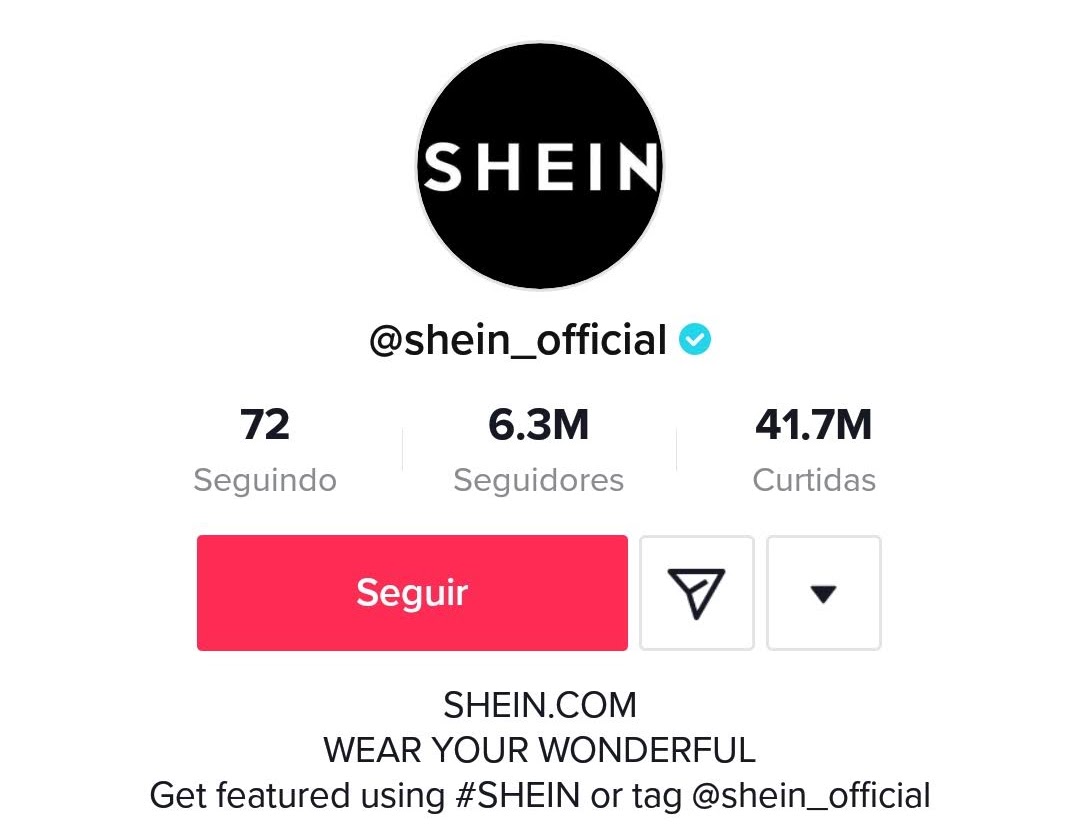 SHEIN
@shein_official
72
6.3M
41.7M
Seguindo
Seguidores
Curtidas
Seguir
SHEIN.COM
WEAR YOUR WONDERFUL
Get featured using #SHEIN or tag @shein_official